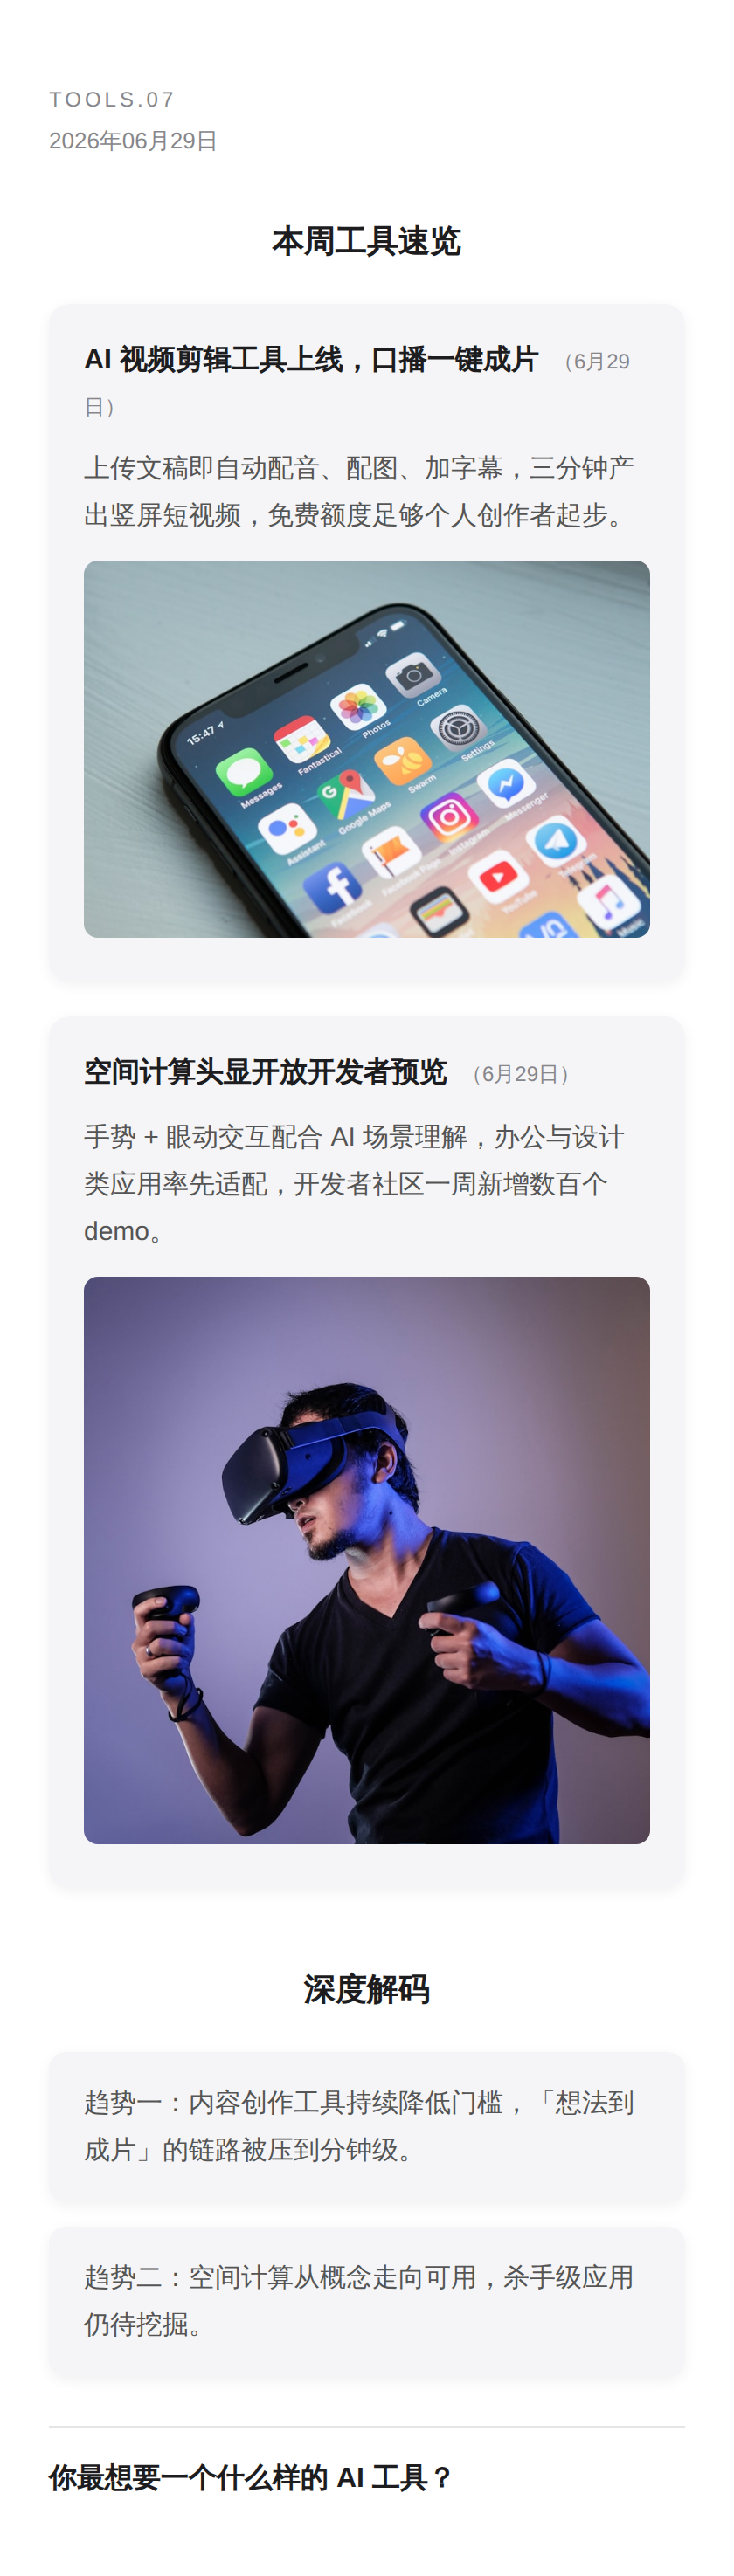 TOOLS.07
2026年06月29日
本周工具速览
AI 视频剪辑工具上线，口播一键成片 （6月29
日）
上传文稿即自动配音、配图、加字幕，三分钟产
出竖屏短视频，免费额度足够个人创作者起步。
15:47
Messages
Fantastical
Photos
Camera
Assistant
Google Maps
Swarm
Settings
Facebook
Facebook Page
Instagram
Messenger
YouTube
Telegram
Music
空间计算头显开放开发者预览 （6月29日）
手势 + 眼动交互配合 AI 场景理解，办公与设计
类应用率先适配，开发者社区一周新增数百个
demo。
深度解码
趋势一：内容创作工具持续降低门槛，「想法到
成片」的链路被压到分钟级。
趋势二：空间计算从概念走向可用，杀手级应用
仍待挖掘。
你最想要一个什么样的 AI 工具？